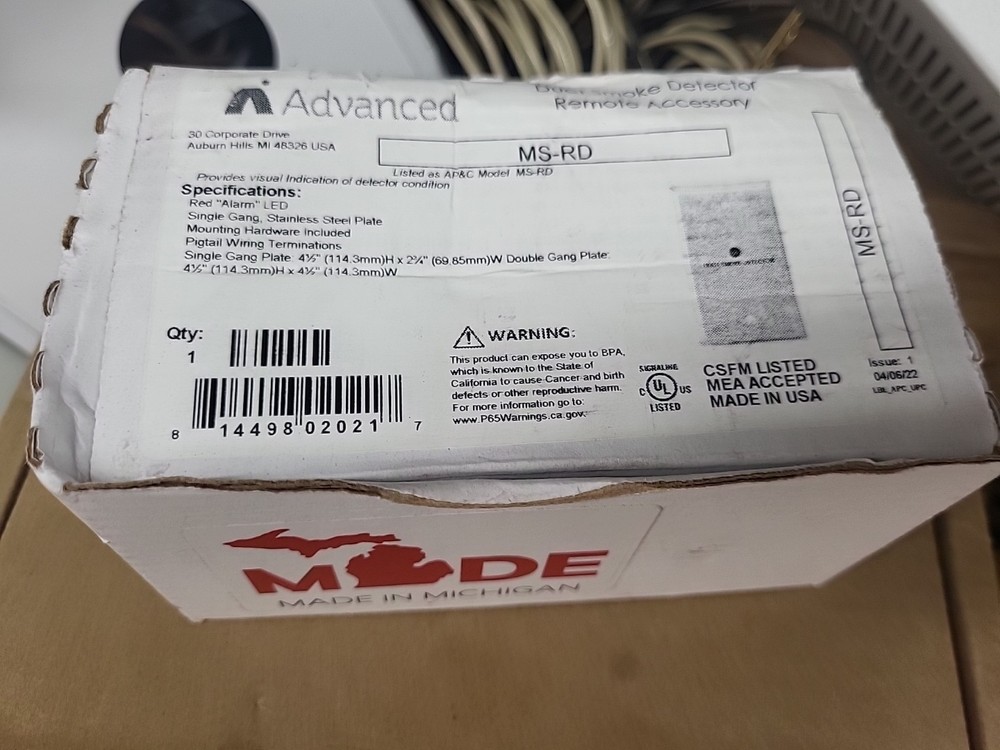 Advanced
Duct Smoke Detector
Remote Accessory
30 Corporate Drive
Auburn Hills MI 48326 USA
MS-RD
Listed as AP&C Model MS-RD
Provides visual Indication of detector condition
Specifications:
Red "Alarm" LED
Single Gang, Stainless Steel Plate
Mounting Hardware Included
Pigtail Wiring Terminations
Single Gang Plate: 4½" (114.3mm)H x 2¾" (69.85mm)W Double Gang Plate:
4½" (114.3mm)H x 4½" (114.3mm)W
MS-RD
Qty:
1
8 14498 02021 7
WARNING:
This product can expose you to BPA,
which is known to the State of
California to cause Cancer and birth
defects or other reproductive harm.
For more information go to:
www.P65Warnings.ca.gov.
SIGNALING
C UL US
LISTED
CSFM LISTED
MEA ACCEPTED
MADE IN USA
Issue: 1
04/06/22
LBL_APC_UPC
MADE
MADE IN MICHIGAN